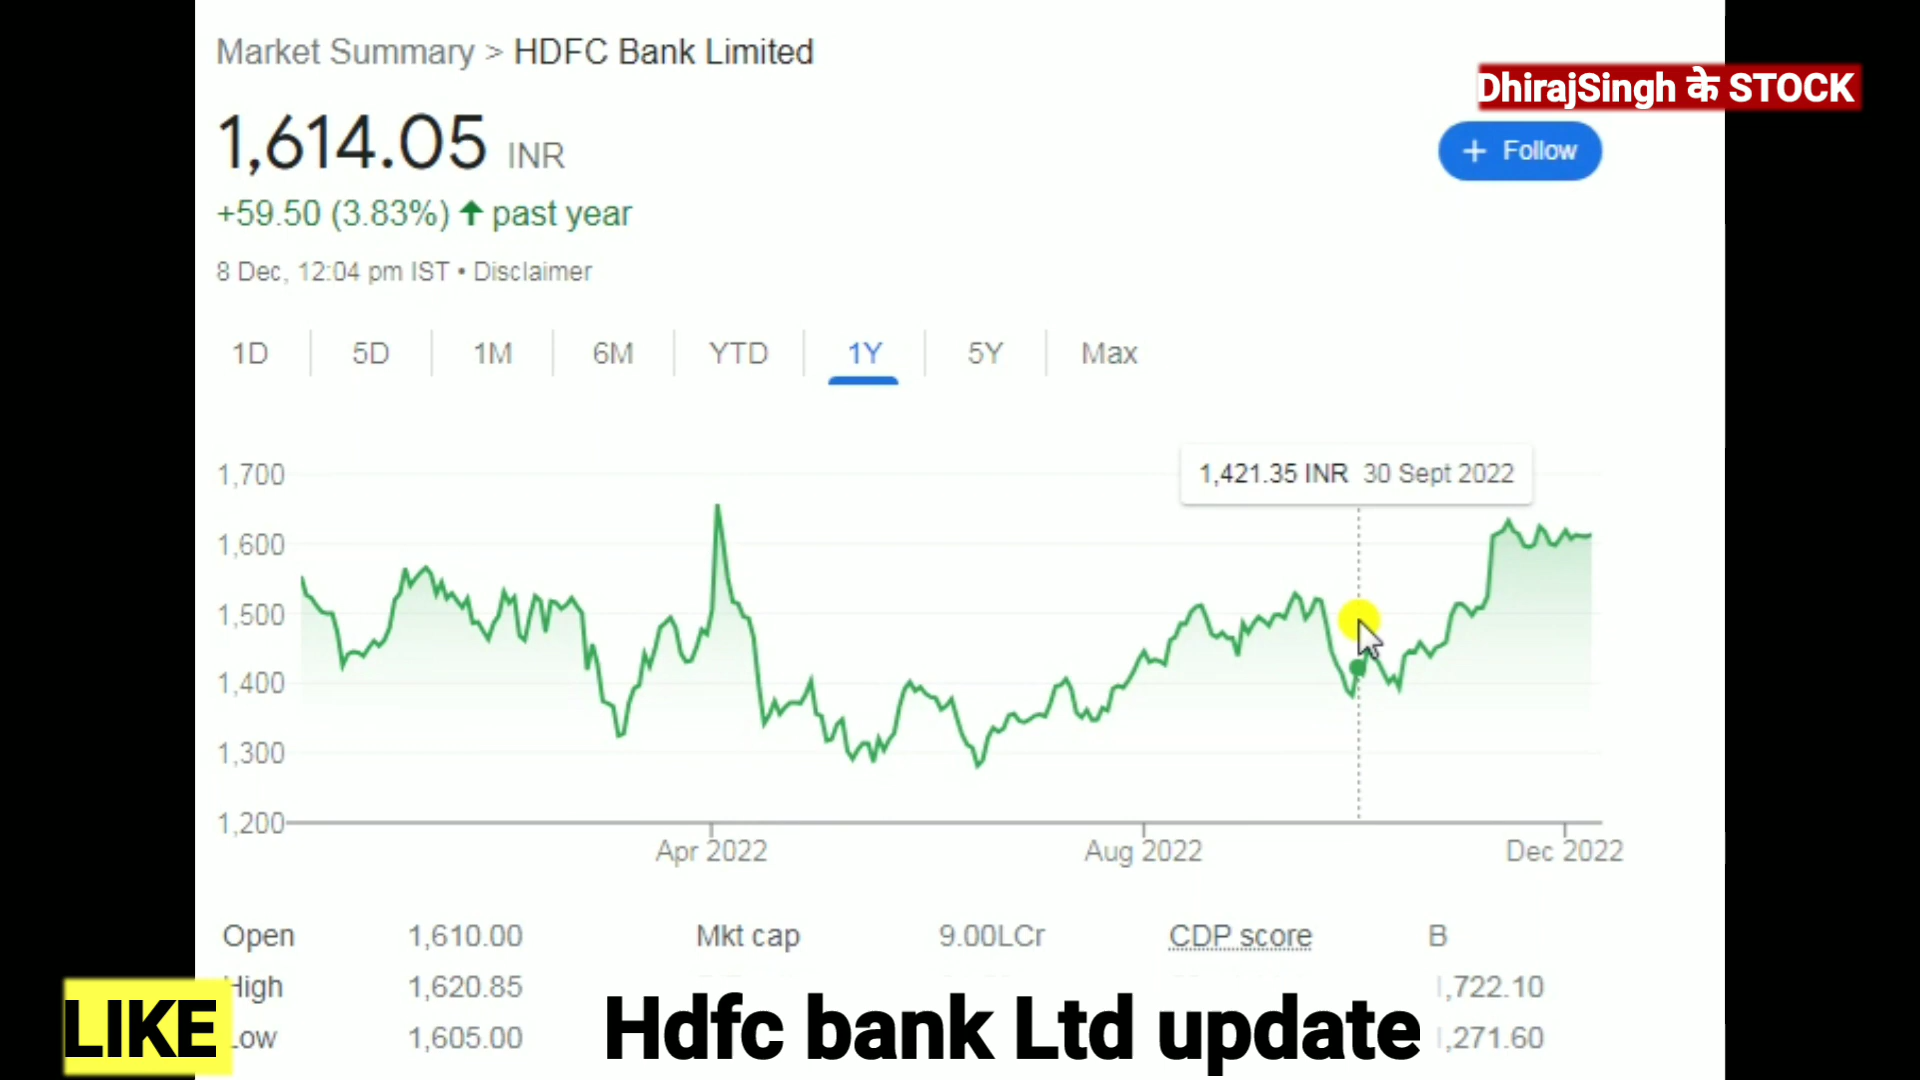 Market Summary > HDFC Bank Limited
DhirajSingh के STOCK
1,614.05 INR
+ Follow
+59.50 (3.83%) ↑ past year
8 Dec, 12:04 pm IST • Disclaimer
1D 5D 1M 6M YTD 1Y 5Y Max
1,421.35 INR 30 Sept 2022
1,700
1,600
1,500
1,400
1,300
1,200
Apr 2022 Aug 2022 Dec 2022
Open 1,610.00 Mkt cap 9.00LCr CDP score B
High 1,620.85 1,722.10
Low 1,605.00 1,271.60
LIKE
Hdfc bank Ltd update